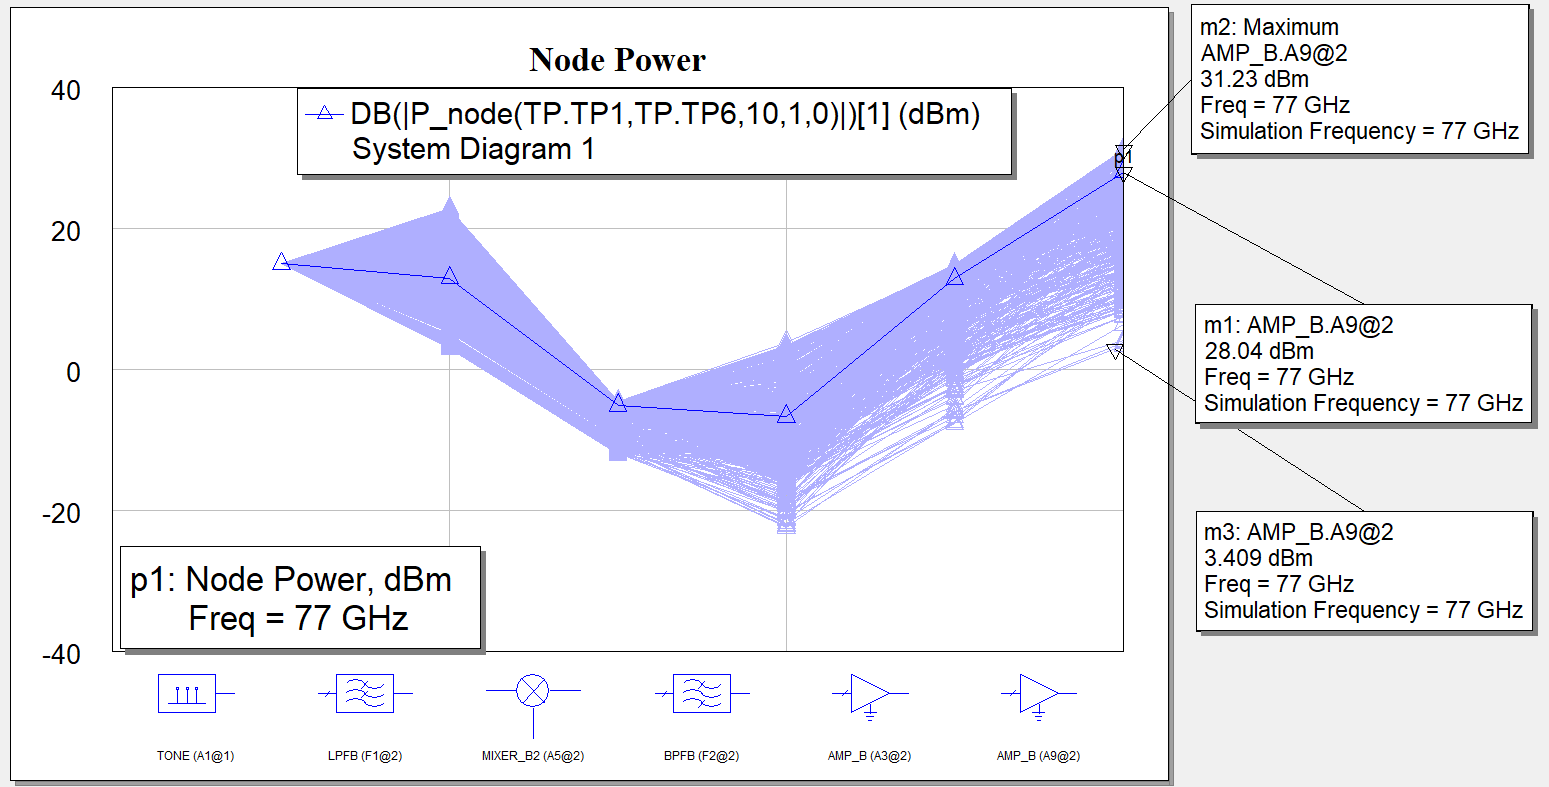 Node Power
DB(|P_node(TP.TP1,TP.TP6,10,1,0)|)[1] (dBm)
System Diagram 1
40
20
0
-20
-40
p1
p1: Node Power, dBm
Freq = 77 GHz
m2: Maximum
AMP_B.A9@2
31.23 dBm
Freq = 77 GHz
Simulation Frequency = 77 GHz
m1: AMP_B.A9@2
28.04 dBm
Freq = 77 GHz
Simulation Frequency = 77 GHz
m3: AMP_B.A9@2
3.409 dBm
Freq = 77 GHz
Simulation Frequency = 77 GHz
TONE (A1@1)
LPFB (F1@2)
MIXER_B2 (A5@2)
BPFB (F2@2)
AMP_B (A3@2)
AMP_B (A9@2)